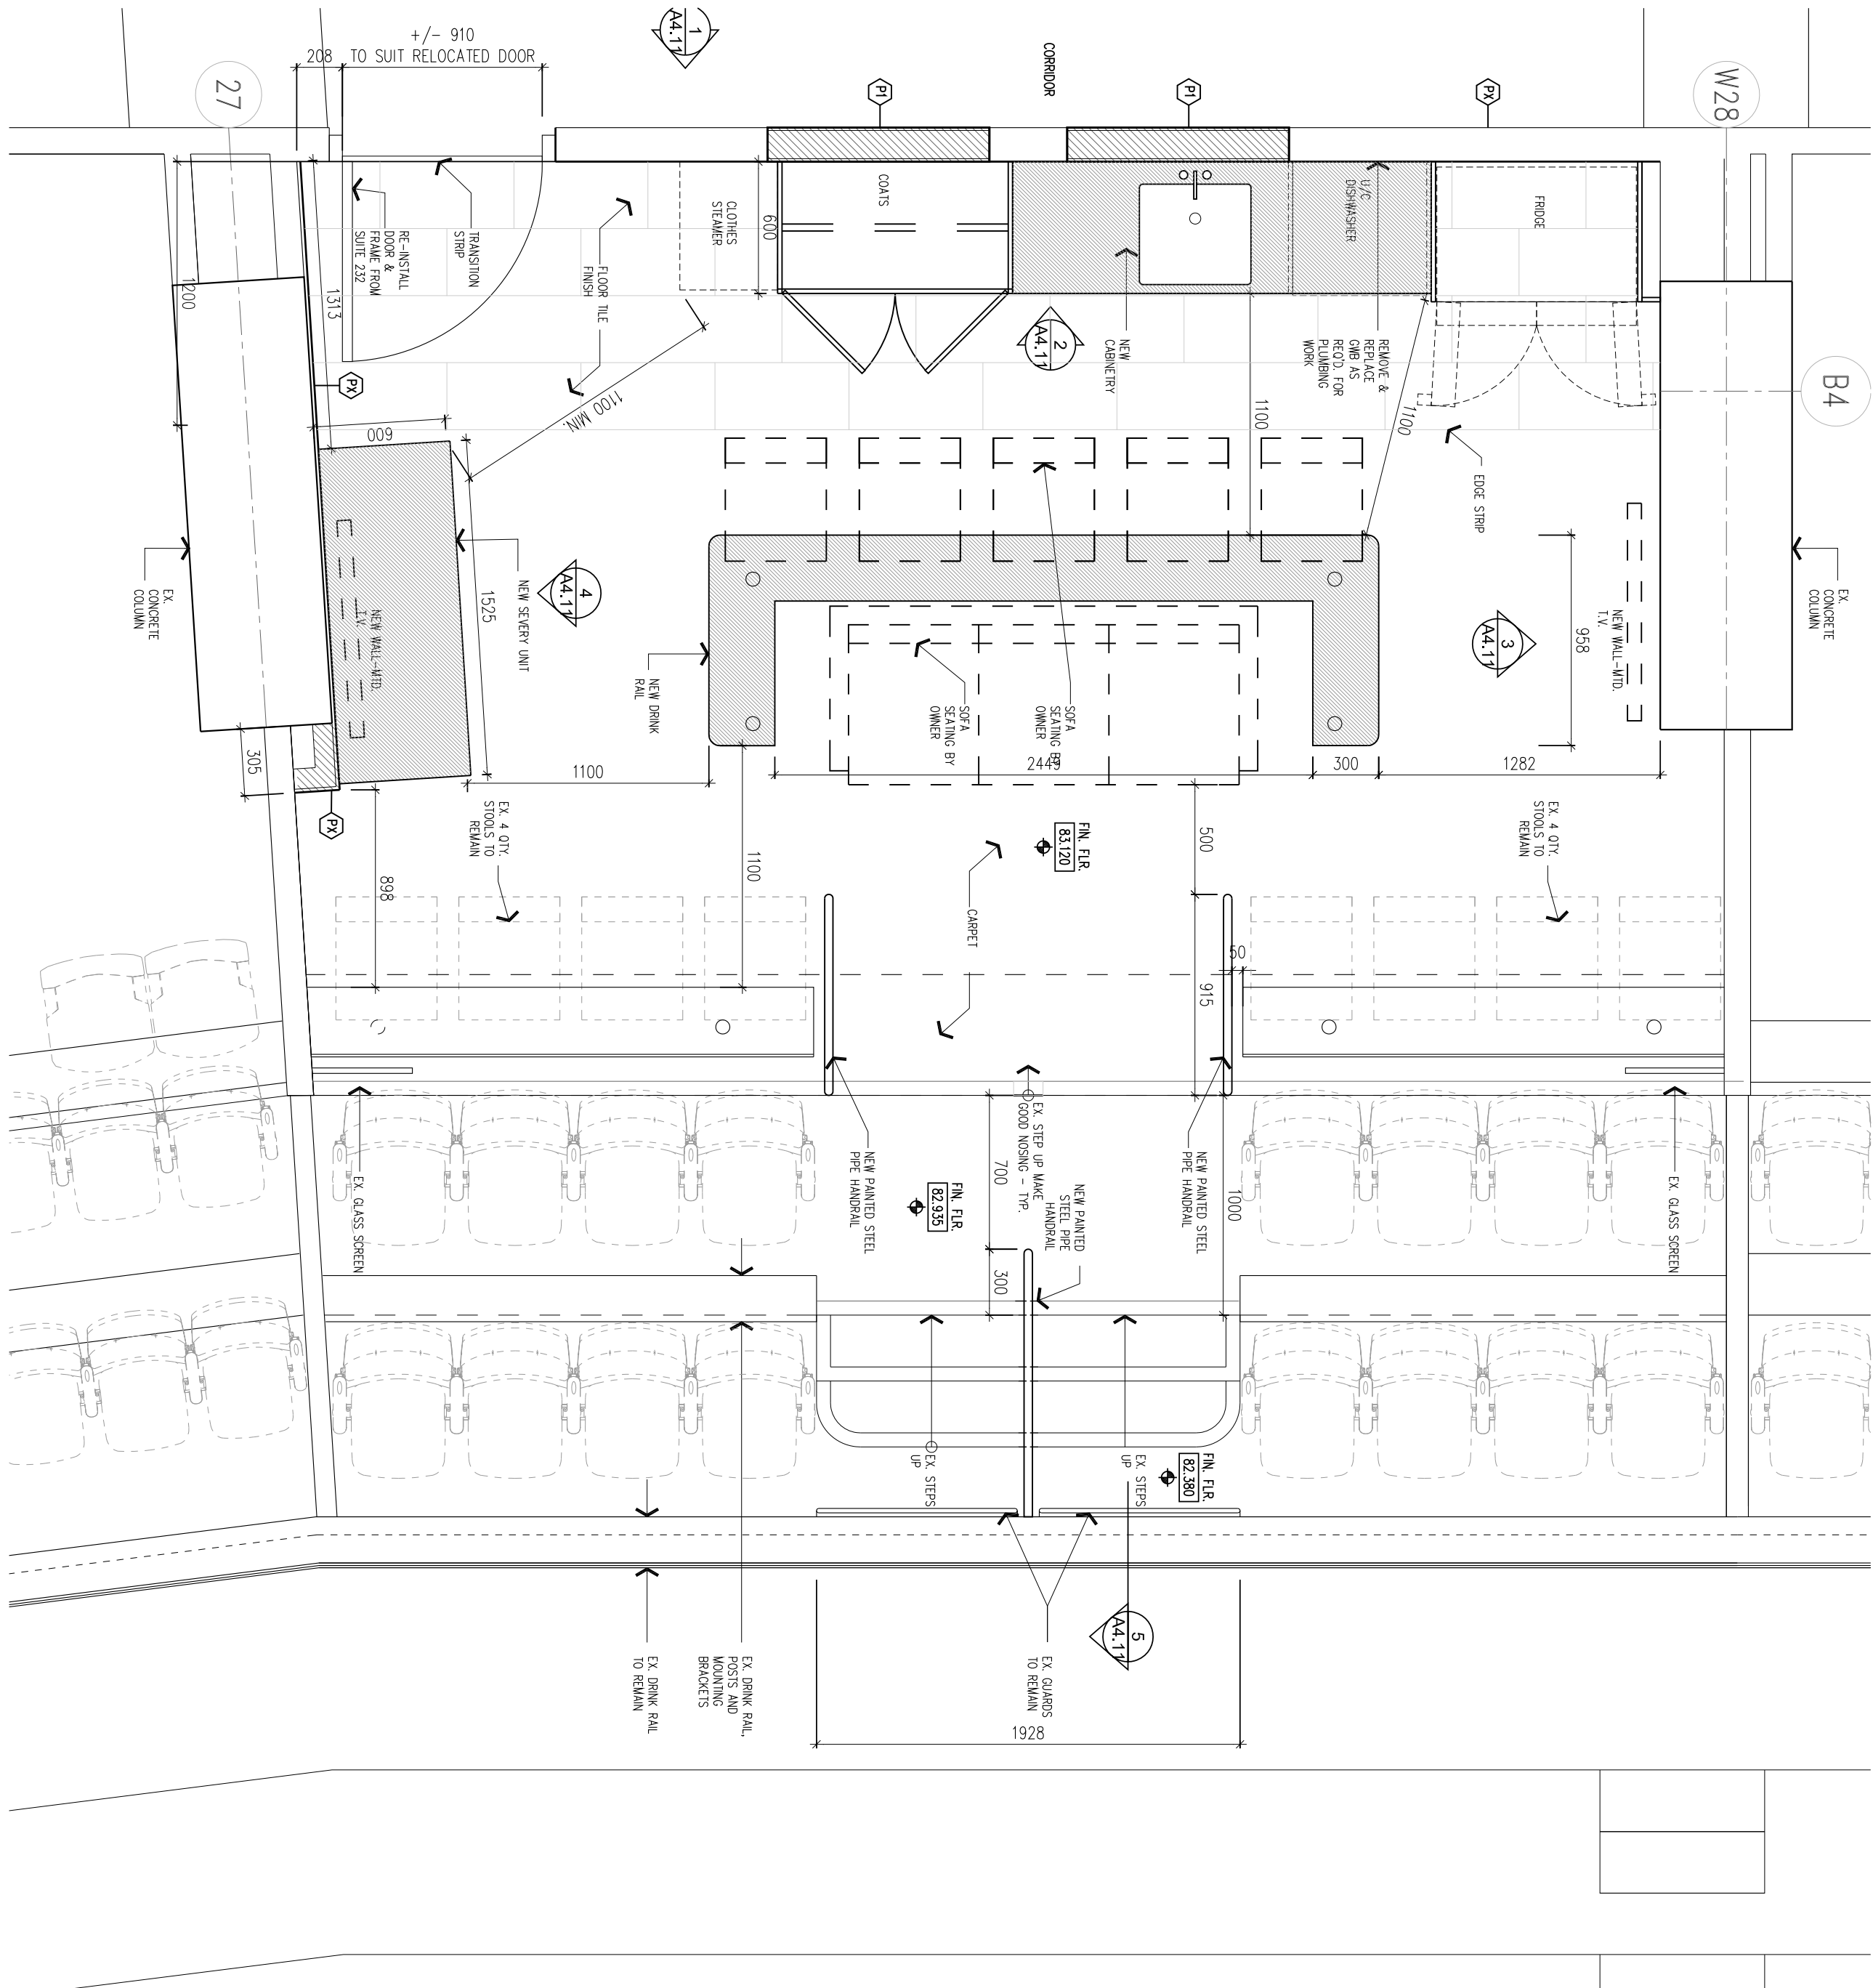 +/- 910
208 TO SUIT RELOCATED DOOR
1
A4.11
CORRIDOR
27
W28
P1
P1
PX
B4
COATS
U/C
DISHWASHER
FRIDGE
CLOTHES
STEAMER
600
TRANSITION
STRIP
RE-INSTALL
DOOR &
FRAME FROM
SUITE 232
FLOOR TILE
FINISH
1200
1313
2
A4.11
NEW
CABINETRY
REMOVE &
REPLACE
GWB AS
REQ'D. FOR
PLUMBING
WORK
PX
1100 MIN.
1100
1100
600
EDGE STRIP
EX.
CONCRETE
COLUMN
NEW SEVERY UNIT
4
A4.11
1525
NEW WALL-MTD.
T.V.
3
A4.11
958
NEW WALL-MTD.
T.V.
EX.
CONCRETE
COLUMN
NEW DRINK
RAIL
SOFA
SEATING BY
OWNER
SOFA
SEATING BY
OWNER
305
1100
2449
300
1282
PX
EX. 4 QTY.
STOOLS TO
REMAIN
898
1100
FIN. FLR.
83.120
500
EX. 4 QTY.
STOOLS TO
REMAIN
CARPET
50
915
EX. GLASS SCREEN
NEW PAINTED STEEL
PIPE HANDRAIL
EX. STEP UP MAKE
GOOD NOSING - TYP.
700
NEW PAINTED
STEEL PIPE
HANDRAIL
NEW PAINTED STEEL
PIPE HANDRAIL
1000
EX. GLASS SCREEN
FIN. FLR.
82.935
300
EX. STEPS
UP
EX. STEPS
UP
FIN. FLR.
82.380
5
A4.11
EX. DRINK RAIL
TO REMAIN
EX. DRINK RAIL,
POSTS AND
MOUNTING
BRACKETS
EX. GUARDS
TO REMAIN
1928